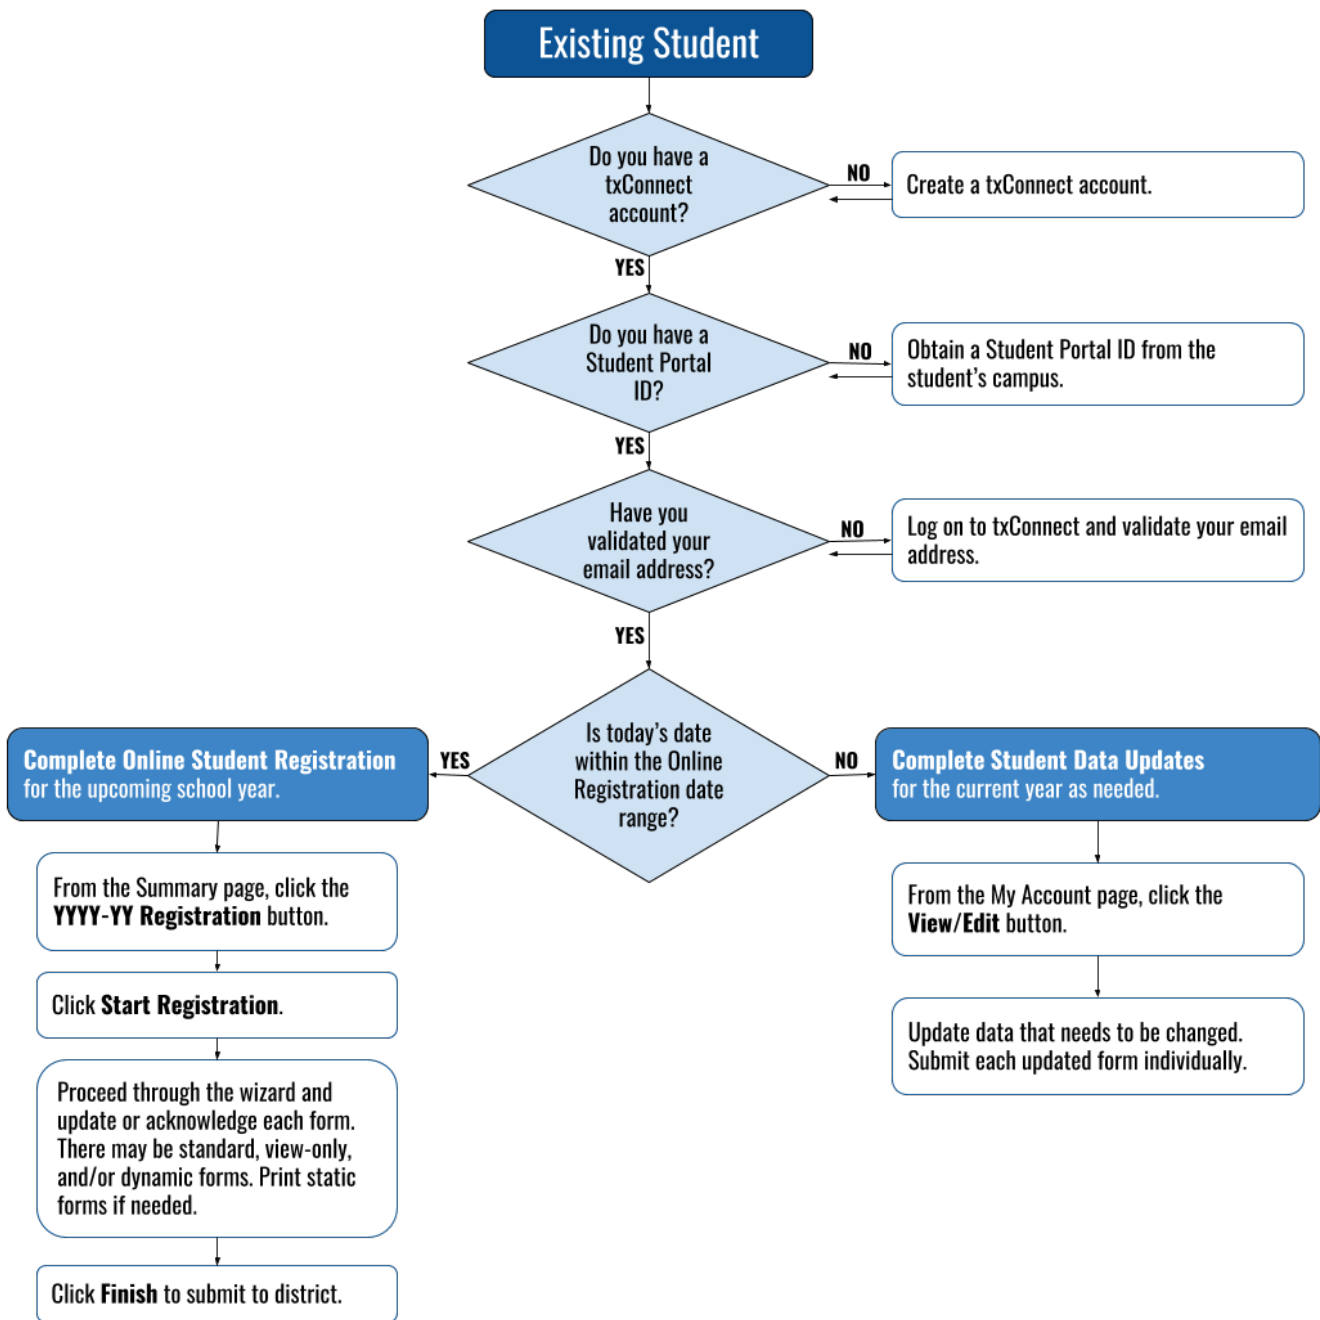 Existing Student
Do you have a
txConnect
account?
NO
Create a txConnect account.
YES
Do you have a
Student Portal
ID?
NO
Obtain a Student Portal ID from the
student's campus.
YES
Have you
validated your
email address?
NO
Log on to txConnect and validate your email
address.
YES
Is today's date
within the Online
Registration date
range?
YES
Complete Online Student Registration
for the upcoming school year.
From the Summary page, click the
YYYY-YY Registration button.
Click Start Registration.
Proceed through the wizard and
update or acknowledge each form.
There may be standard, view-only,
and/or dynamic forms. Print static
forms if needed.
Click Finish to submit to district.
NO
Complete Student Data Updates
for the current year as needed.
From the My Account page, click the
View/Edit button.
Update data that needs to be changed.
Submit each updated form individually.